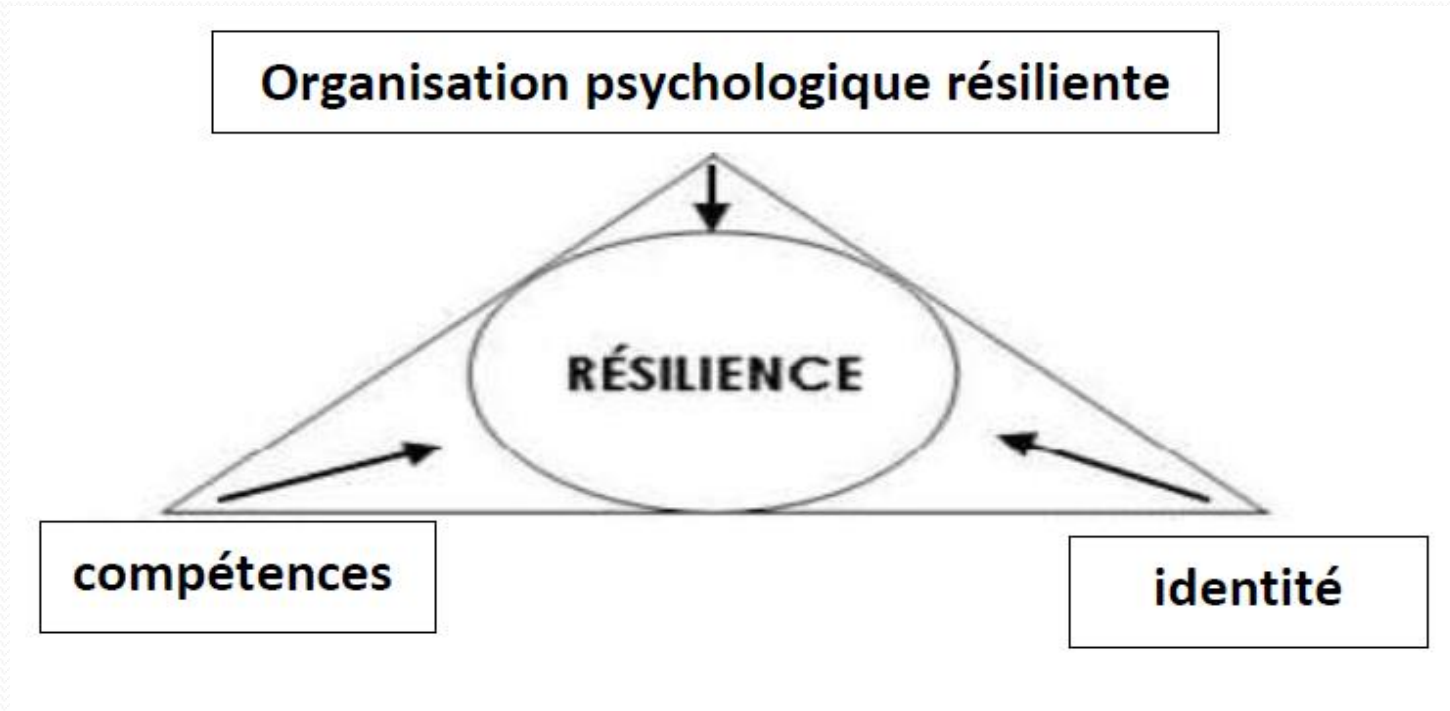 Organisation psychologique résiliente
RÉSILIENCE
compétences
identité